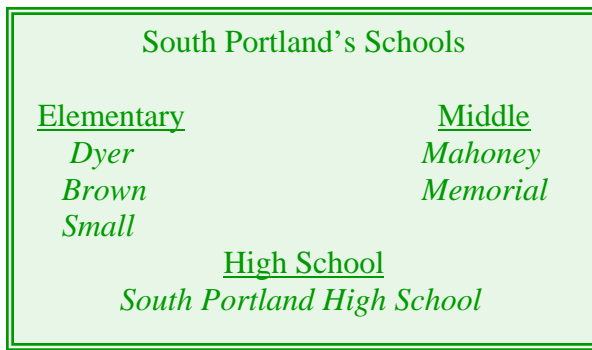 South Portland’s Schools
Elementary Middle
Dyer Mahoney
Brown Memorial
Small
High School
South Portland High School